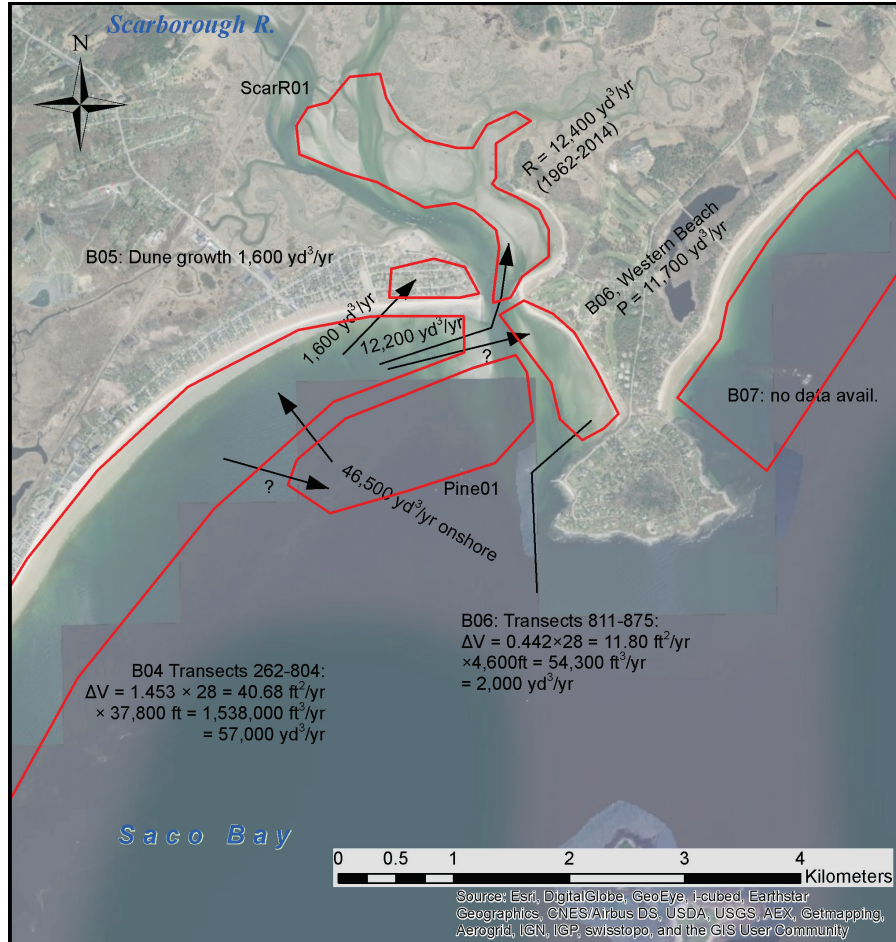 Scarborough R.
N
ScarR01
R = 12,400 yd³/yr
(1962-2014)
B05: Dune growth 1,600 yd³/yr
B06, Western Beach
P = 11,700 yd³/yr
1,600 yd³/yr
12,200 yd³/yr
?
B07: no data avail.
?
46,500 yd³/yr onshore
Pine01
B06: Transects 811-875:
ΔV = 0.442×28 = 11.80 ft²/yr
×4,600ft = 54,300 ft³/yr
= 2,000 yd³/yr
B04 Transects 262-804:
ΔV = 1.453 × 28 = 40.68 ft²/yr
× 37,800 ft = 1,538,000 ft³/yr
= 57,000 yd³/yr
Saco Bay
0 0.5 1 2 3 4
Kilometers
Source: Esri, DigitalGlobe, GeoEye, i-cubed, Earthstar
Geographics, CNES/Airbus DS, USDA, USGS, AEX, Getmapping,
Aerogrid, IGN, IGP, swisstopo, and the GIS User Community